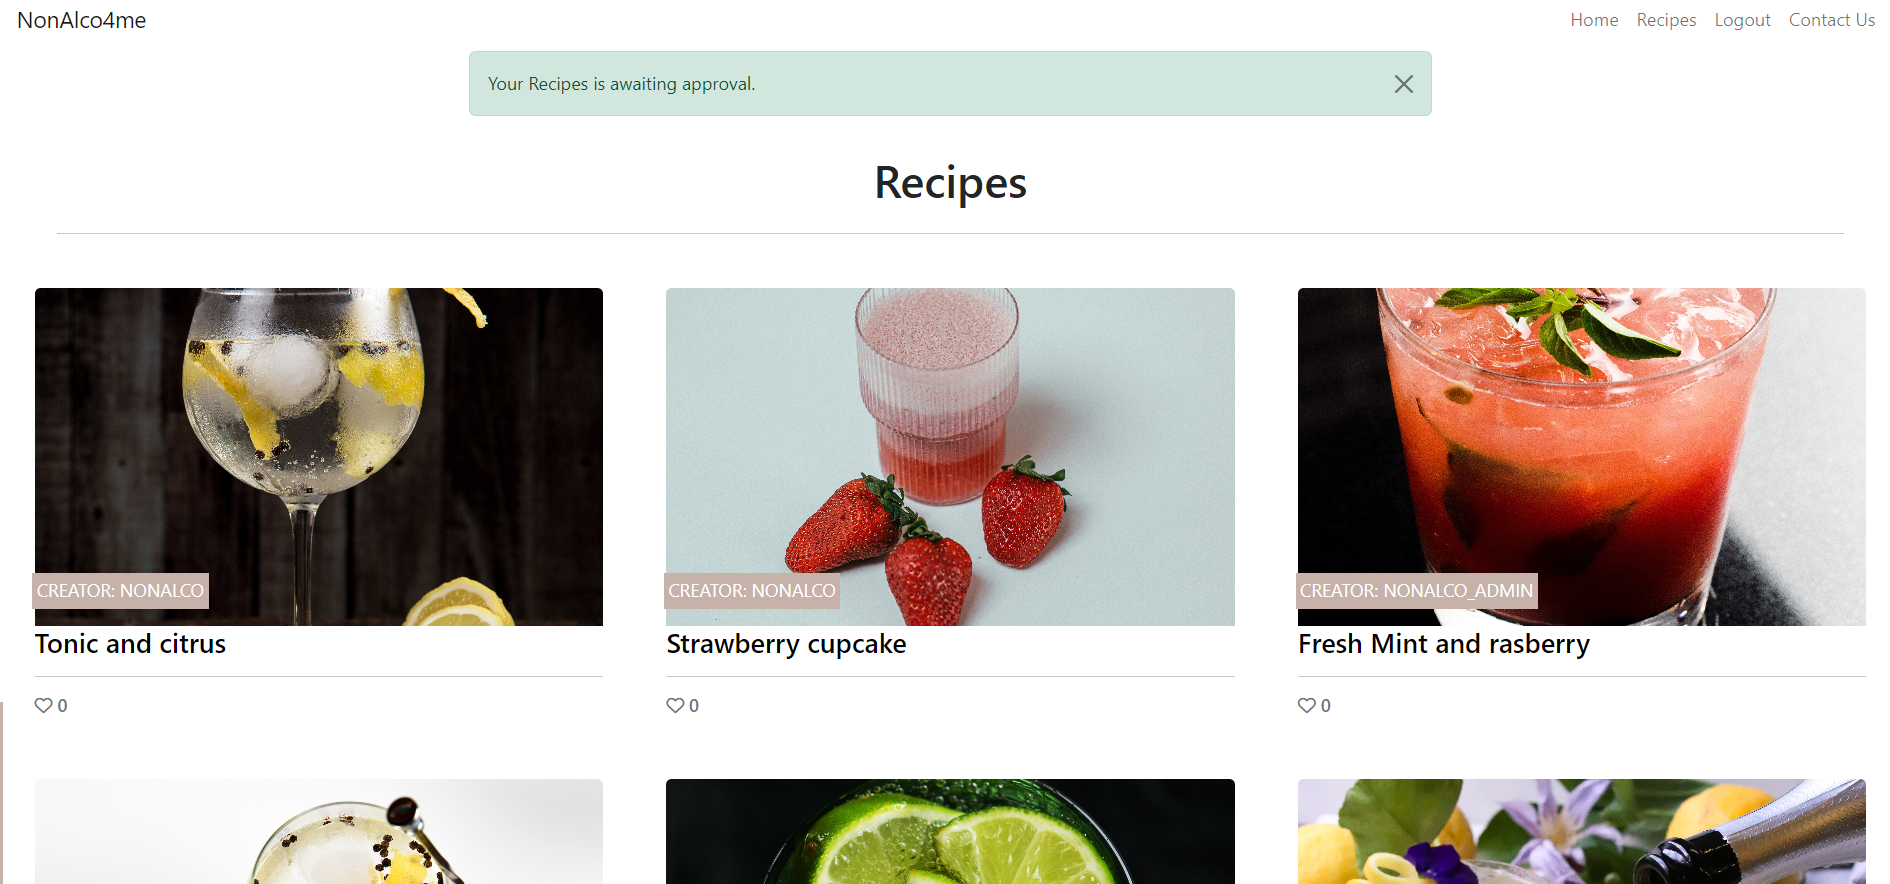 NonAlco4me
Home Recipes Logout Contact Us
Your Recipes is awaiting approval.
Recipes
CREATOR: NONALCO
Tonic and citrus
0
CREATOR: NONALCO
Strawberry cupcake
0
CREATOR: NONALCO_ADMIN
Fresh Mint and rasberry
0